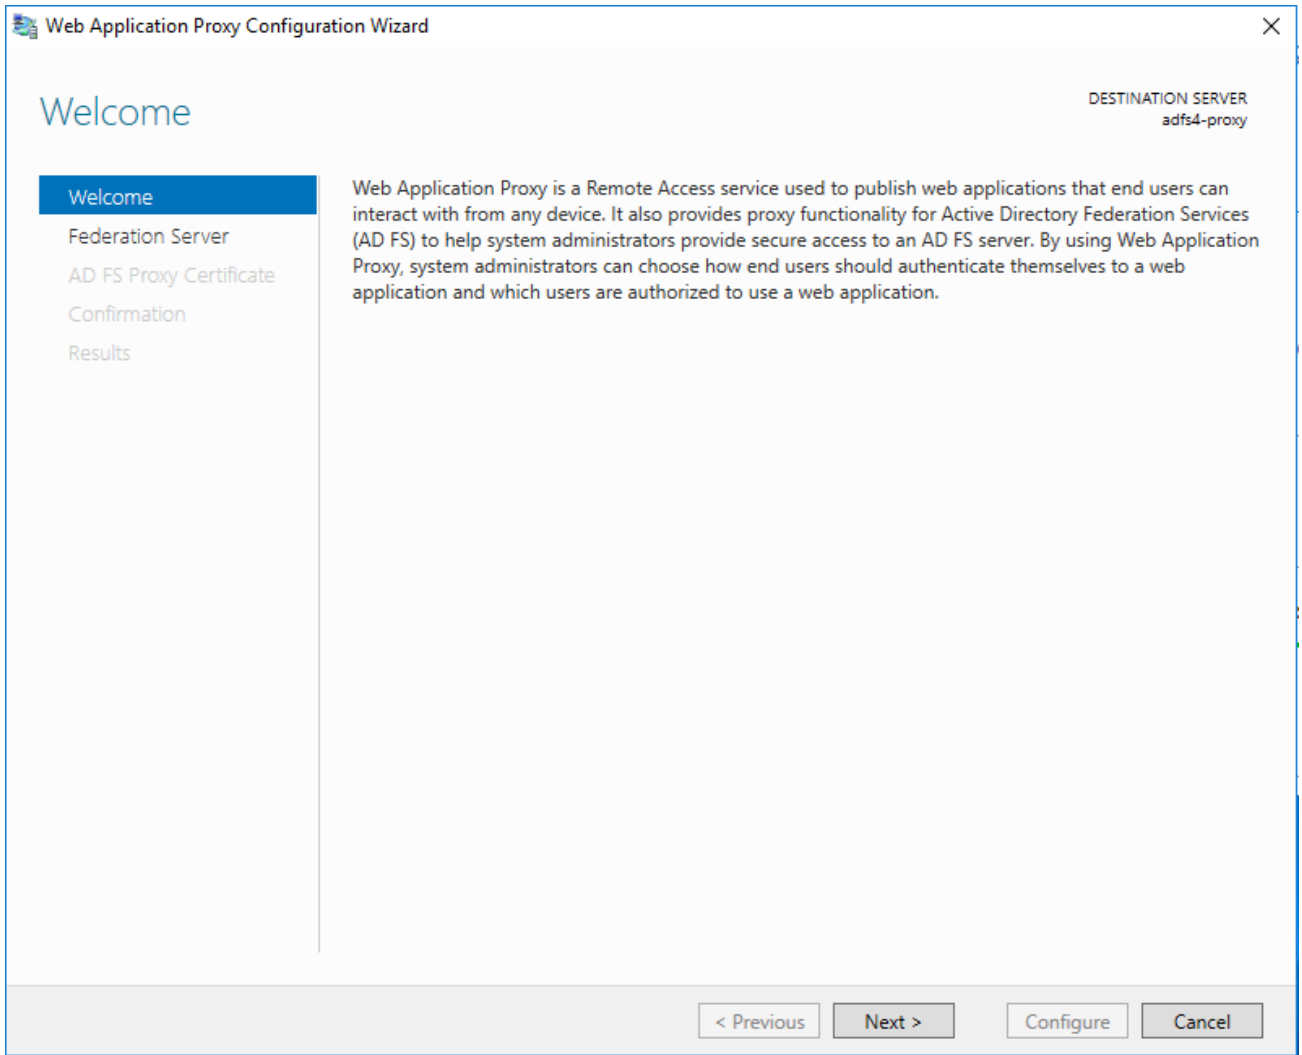 Web Application Proxy Configuration Wizard
Welcome
DESTINATION SERVER
adfs4-proxy
Welcome
Federation Server
AD FS Proxy Certificate
Confirmation
Results
Web Application Proxy is a Remote Access service used to publish web applications that end users can
interact with from any device. It also provides proxy functionality for Active Directory Federation Services
(AD FS) to help system administrators provide secure access to an AD FS server. By using Web Application
Proxy, system administrators can choose how end users should authenticate themselves to a web
application and which users are authorized to use a web application.
< Previous
Next >
Configure
Cancel